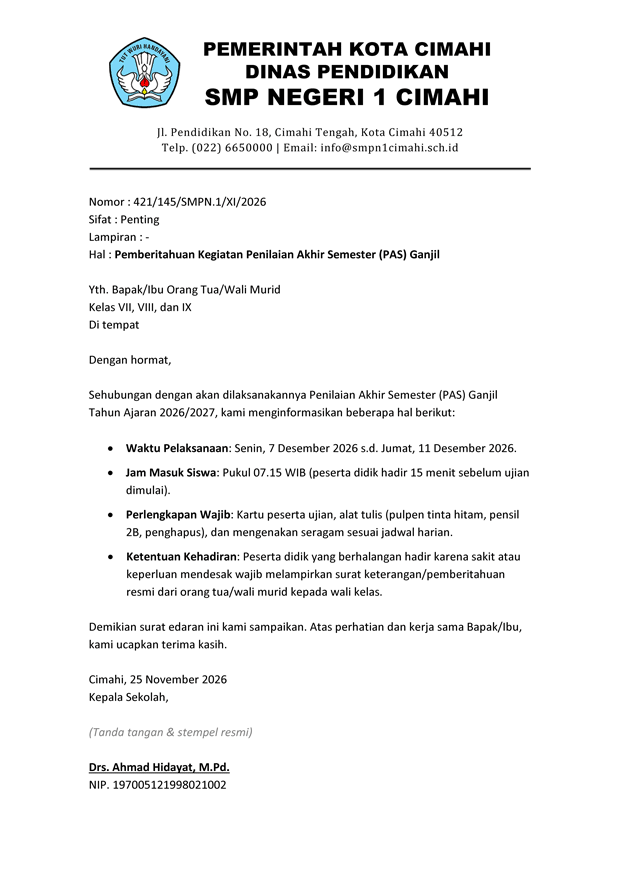 TUT WURI HANDAYANI
PEMERINTAH KOTA CIMAHI
DINAS PENDIDIKAN
SMP NEGERI 1 CIMAHI
Jl. Pendidikan No. 18, Cimahi Tengah, Kota Cimahi 40512
Telp. (022) 6650000 | Email: info@smpn1cimahi.sch.id
Nomor : 421/145/SMPN.1/XI/2026
Sifat : Penting
Lampiran : -
Hal : Pemberitahuan Kegiatan Penilaian Akhir Semester (PAS) Ganjil
Yth. Bapak/Ibu Orang Tua/Wali Murid
Kelas VII, VIII, dan IX
Di tempat
Dengan hormat,
Sehubungan dengan akan dilaksanakannya Penilaian Akhir Semester (PAS) Ganjil
Tahun Ajaran 2026/2027, kami menginformasikan beberapa hal berikut:
• Waktu Pelaksanaan: Senin, 7 Desember 2026 s.d. Jumat, 11 Desember 2026.
• Jam Masuk Siswa: Pukul 07.15 WIB (peserta didik hadir 15 menit sebelum ujian
dimulai).
• Perlengkapan Wajib: Kartu peserta ujian, alat tulis (pulpen tinta hitam, pensil
2B, penghapus), dan mengenakan seragam sesuai jadwal harian.
• Ketentuan Kehadiran: Peserta didik yang berhalangan hadir karena sakit atau
keperluan mendesak wajib melampirkan surat keterangan/pemberitahuan
resmi dari orang tua/wali murid kepada wali kelas.
Demikian surat edaran ini kami sampaikan. Atas perhatian dan kerja sama Bapak/Ibu,
kami ucapkan terima kasih.
Cimahi, 25 November 2026
Kepala Sekolah,
(Tanda tangan & stempel resmi)
Drs. Ahmad Hidayat, M.Pd.
NIP. 197005121998021002